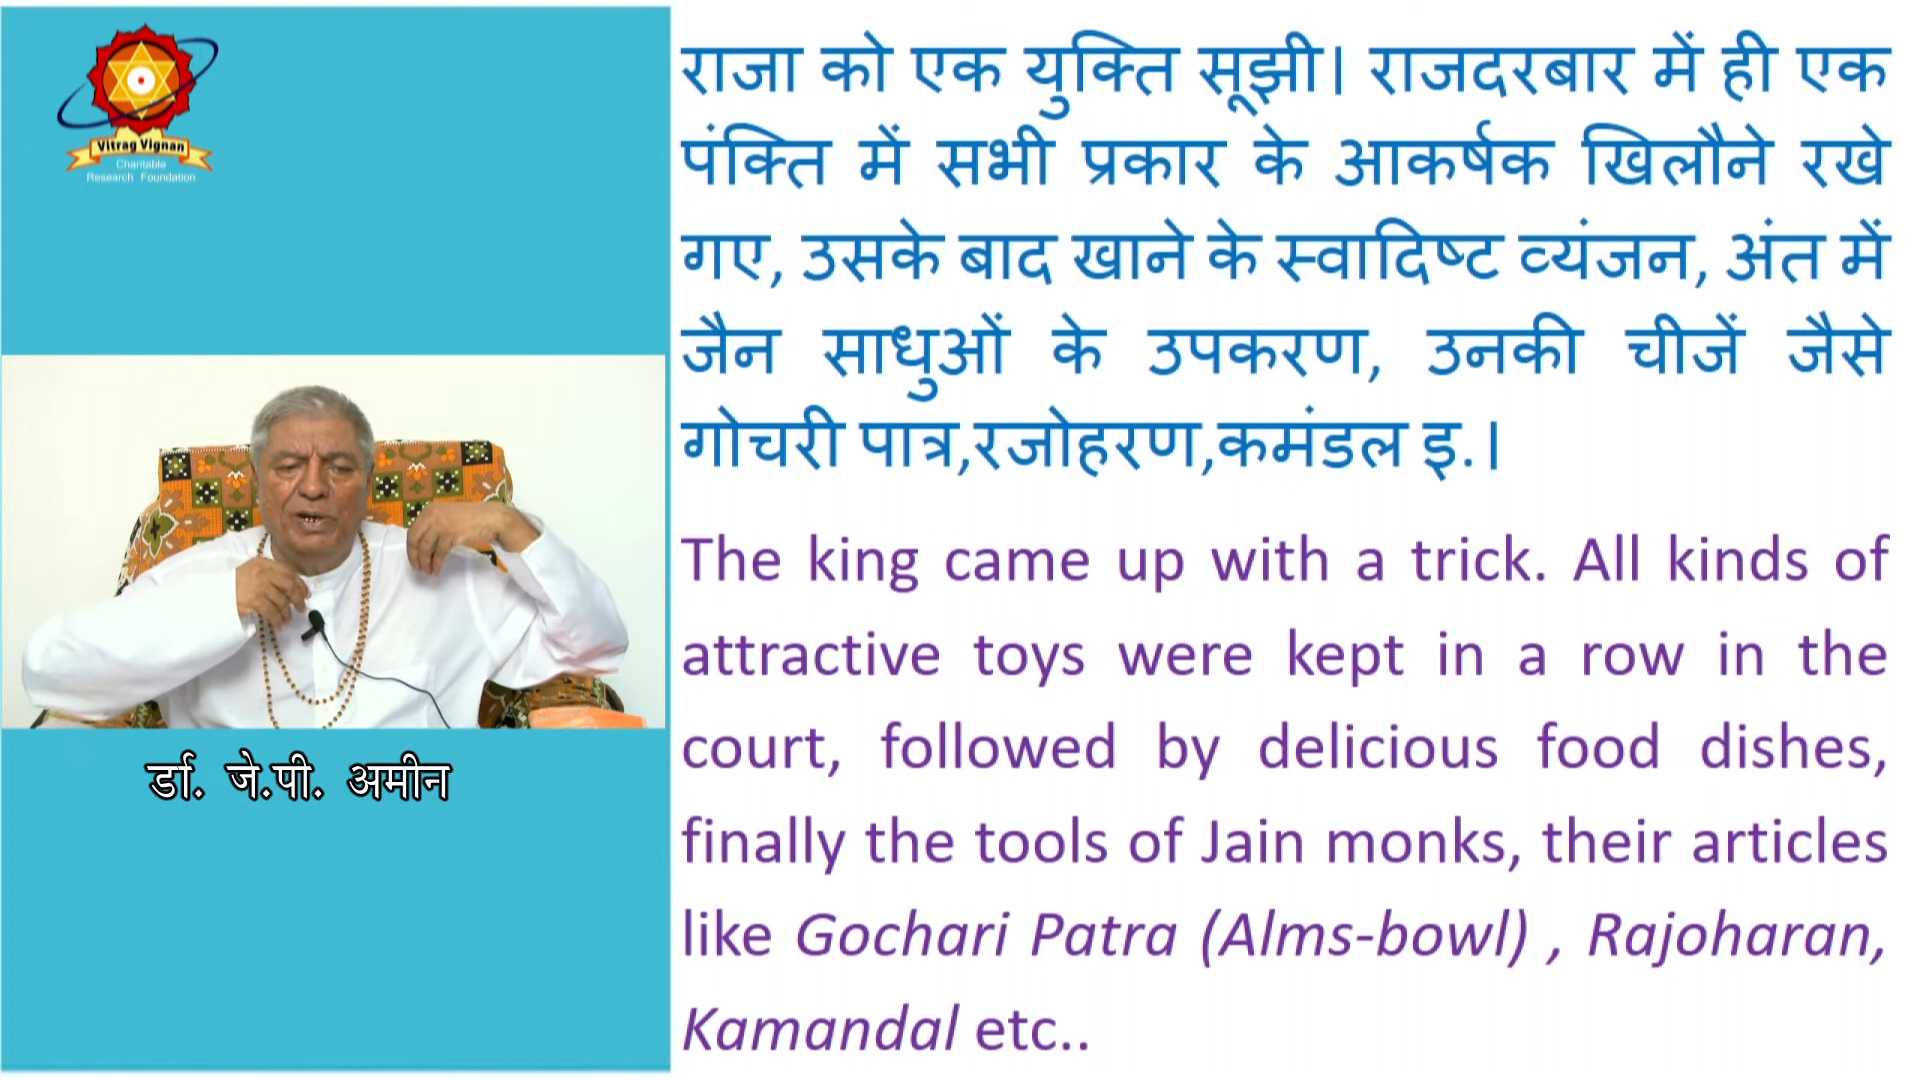 Vitrag Vignan
Charitable
Research Foundation
र्डा. जे.पी. अमीन
राजा को एक युक्ति सूझी। राजदरबार में ही एक
पंक्ति में सभी प्रकार के आकर्षक खिलौने रखे
गए, उसके बाद खाने के स्वादिष्ट व्यंजन, अंत में
जैन साधुओं के उपकरण, उनकी चीजें जैसे
गोचरी पात्र,रजोहरण,कमंडल इ.।
The king came up with a trick. All kinds of
attractive toys were kept in a row in the
court, followed by delicious food dishes,
finally the tools of Jain monks, their articles
like Gochari Patra (Alms-bowl) , Rajoharan,
Kamandal etc..